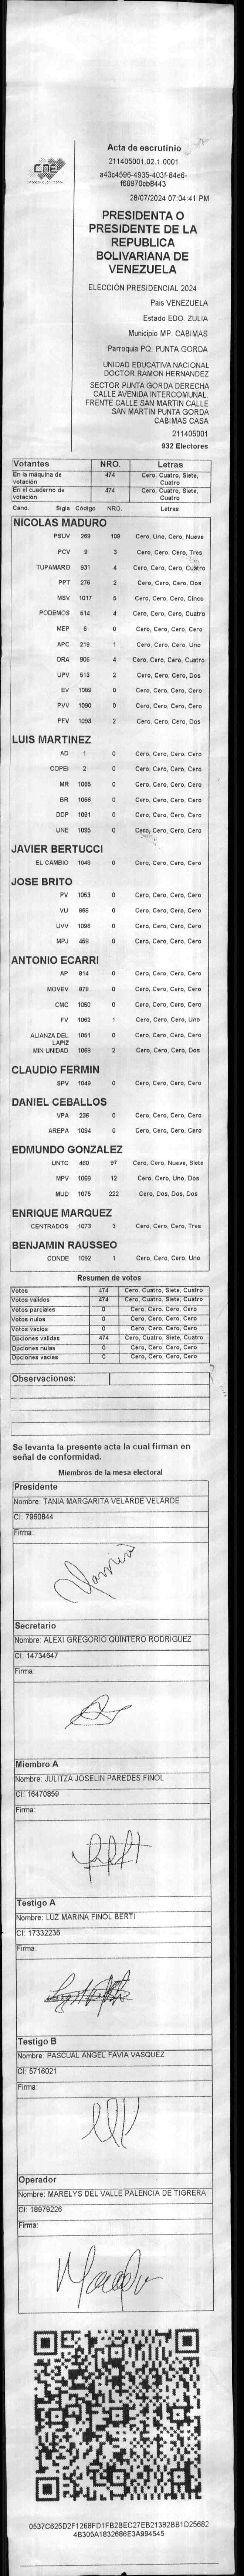 CNE
Acta de escrutinio
211405001.02.1.0001
a43c4596-4835-403f-84e6-
f60970cb8443
28/07/2024 07:04:41 PM
PRESIDENTA O
PRESIDENTE DE LA
REPUBLICA
BOLIVARIANA DE
VENEZUELA
ELECCIÓN PRESIDENCIAL 2024
Pais VENEZUELA
Estado EDO. ZULIA
Municipio MP. CABIMAS
Parroquia PQ. PUNTA GORDA
UNIDAD EDUCATIVA NACIONAL
DOCTOR RAMON HERNANDEZ
SECTOR PUNTA GORDA DERECHA
CALLE AVENIDA INTERCOMUNAL.
FRENTE CALLE SAN MARTIN CALLE
SAN MARTIN PUNTA GORDA
CABIMAS CASA
211405001
932 Electores
Votantes NRO. Letras
En la máquina de votación 474 Cero, Cuatro, Siete, Cuatro
En el cuaderno de votación 474 Cero, Cuatro, Siete, Cuatro
Cand. Sigla Código NRO. Letras
NICOLAS MADURO
PSUV 269 109 Cero, Uno, Cero, Nueve
PCV 9 3 Cero, Cero, Cero, Tres
TUPAMARO 931 4 Cero, Cero, Cero, Cuatro
PPT 276 2 Cero, Cero, Cero, Dos
MSV 1017 5 Cero, Cero, Cero, Cinco
PODEMOS 514 4 Cero, Cero, Cero, Cuatro
MEP 6 0 Cero, Cero, Cero, Cero
APC 219 1 Cero, Cero, Cero, Uno
ORA 906 4 Cero, Cero, Cero, Cuatro
UPV 513 2 Cero, Cero, Cero, Dos
EV 1089 0 Cero, Cero, Cero, Cero
PVV 1090 0 Cero, Cero, Cero, Cero
PFV 1093 2 Cero, Cero, Cero, Dos
LUIS MARTINEZ
AD 1 0 Cero, Cero, Cero, Cero
COPEI 2 0 Cero, Cero, Cero, Cero
MR 1065 0 Cero, Cero, Cero, Cero
BR 1066 0 Cero, Cero, Cero, Cero
DDP 1091 0 Cero, Cero, Cero, Cero
UNE 1095 0 Cero, Cero, Cero, Cero
JAVIER BERTUCCI
EL CAMBIO 1048 0 Cero, Cero, Cero, Cero
JOSE BRITO
PV 1053 0 Cero, Cero, Cero, Cero
VU 968 0 Cero, Cero, Cero, Cero
UVV 1096 0 Cero, Cero, Cero, Cero
MPJ 458 0 Cero, Cero, Cero, Cero
ANTONIO ECARRI
AP 814 0 Cero, Cero, Cero, Cero
MOVEV 878 0 Cero, Cero, Cero, Cero
CMC 1050 0 Cero, Cero, Cero, Cero
FV 1062 1 Cero, Cero, Cero, Uno
ALIANZA DEL LAPIZ 1051 0 Cero, Cero, Cero, Cero
MIN UNIDAD 1068 2 Cero, Cero, Cero, Dos
CLAUDIO FERMIN
SPV 1049 0 Cero, Cero, Cero, Cero
DANIEL CEBALLOS
VPA 236 0 Cero, Cero, Cero, Cero
AREPA 1094 0 Cero, Cero, Cero, Cero
EDMUNDO GONZALEZ
UNTC 460 97 Cero, Cero, Nueve, Siete
MPV 1069 12 Cero, Cero, Uno, Dos
MUD 1075 222 Cero, Dos, Dos, Dos
ENRIQUE MARQUEZ
CENTRADOS 1073 3 Cero, Cero, Cero, Tres
BENJAMIN RAUSSEO
CONDE 1092 1 Cero, Cero, Cero, Uno
Resumen de votos
Votos 474 Cero, Cuatro, Siete, Cuatro
Votos validos 474 Cero, Cuatro, Siete, Cuatro
Votos parciales 0 Cero, Cero, Cero, Cero
Votos nulos 0 Cero, Cero, Cero, Cero
Votos vacios 0 Cero, Cero, Cero, Cero
Opciones validas 474 Cero, Cuatro, Siete, Cuatro
Opciones nulas 0 Cero, Cero, Cero, Cero
Opciones vacias 0 Cero, Cero, Cero, Cero
Observaciones:
Se levanta la presente acta la cual firman en
señal de conformidad.
Miembros de la mesa electoral
Presidente
Nombre: TANIA MARGARITA VELARDE VELARDE
CI: 7960844
Firma:
Secretario
Nombre: ALEXI GREGORIO QUINTERO RODRIGUEZ
CI: 14734647
Firma:
Miembro A
Nombre: JULITZA JOSELIN PAREDES FINOL
CI: 16470859
Firma:
Testigo A
Nombre: LUZ MARINA FINOL BERTI
CI: 17332236
Firma:
Testigo B
Nombre: PASCUAL ANGEL FAVIA VASQUEZ
CI: 5716021
Firma:
Operador
Nombre: MARELYS DEL VALLE PALENCIA DE TIGRERA
CI: 18979226
Firma:
0537C625D2F1268FD1FB2BEC27EB21382BB1D25682
4B305A1832686E3A994545